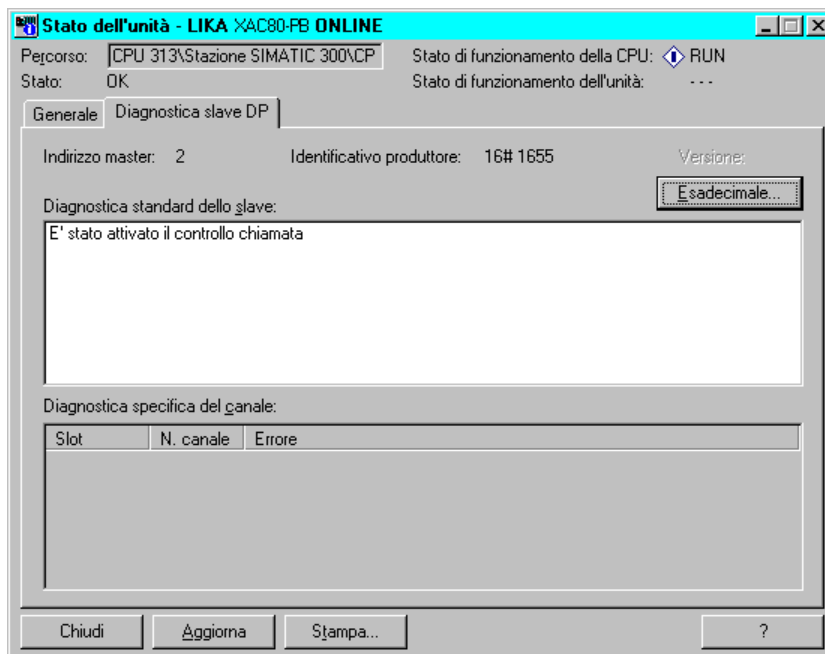 Stato dell'unità - LIKA XAC80-PB ONLINE
Percorso: CPU 313\Stazione SIMATIC 300\CP Stato di funzionamento della CPU: RUN
Stato: OK Stato di funzionamento dell'unità: - - -
Generale Diagnostica slave DP
Indirizzo master: 2 Identificativo produttore: 16# 1655 Versione:
Esadecimale...
Diagnostica standard dello slave:
E' stato attivato il controllo chiamata
Diagnostica specifica del canale:
Slot N. canale Errore
Chiudi Aggiorna Stampa... ?